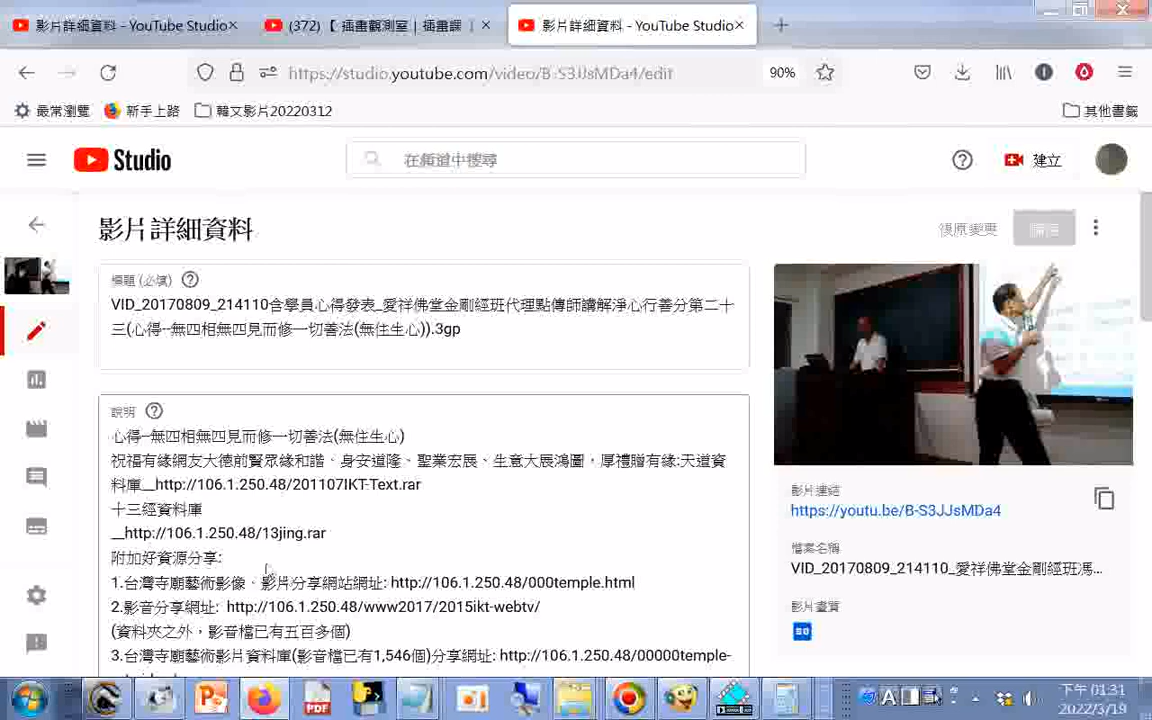 影片詳細資料 - YouTube Studio
(372)【 插畫觀測室 | 插畫課
影片詳細資料 - YouTube Studio
https://studio.youtube.com/video/B-S3JJsMDa4/edit
90%
最常瀏覽
新手上路
韓文影片20220312
其他書籤
Studio
在頻道中搜尋
建立
影片詳細資料
復原變更
儲存
標題 (必填)
VID_20170809_214110含學員心得發表_愛祥佛堂金剛經班代理點傳師講解淨心行善分第二十
三(心得--無四相無四見而修一切善法(無住生心)).3gp
說明
心得--無四相無四見而修一切善法(無住生心)
祝福有緣網友大德前賢眾緣和諧、身安道隆、聖業宏展、生意大展鴻圖，厚禮贈有緣:天道資
料庫__http://106.1.250.48/201107IKT-Text.rar
十三經資料庫
__http://106.1.250.48/13jing.rar
附加好資源分享:
1.台灣寺廟藝術影像、影片分享網站網址: http://106.1.250.48/000temple.html
2.影音分享網址: http://106.1.250.48/www2017/2015ikt-webtv/
(資料夾之外，影音檔已有五百多個)
3.台灣寺廟藝術影片資料庫(影音檔已有1,546個)分享網址: http://106.1.250.48/00000temple-
影片連結
https://youtu.be/B-S3JJsMDa4
檔案名稱
VID_20170809_214110_愛祥佛堂金剛經班馮...
影片畫質
SD
下午 01:31
2022/3/19